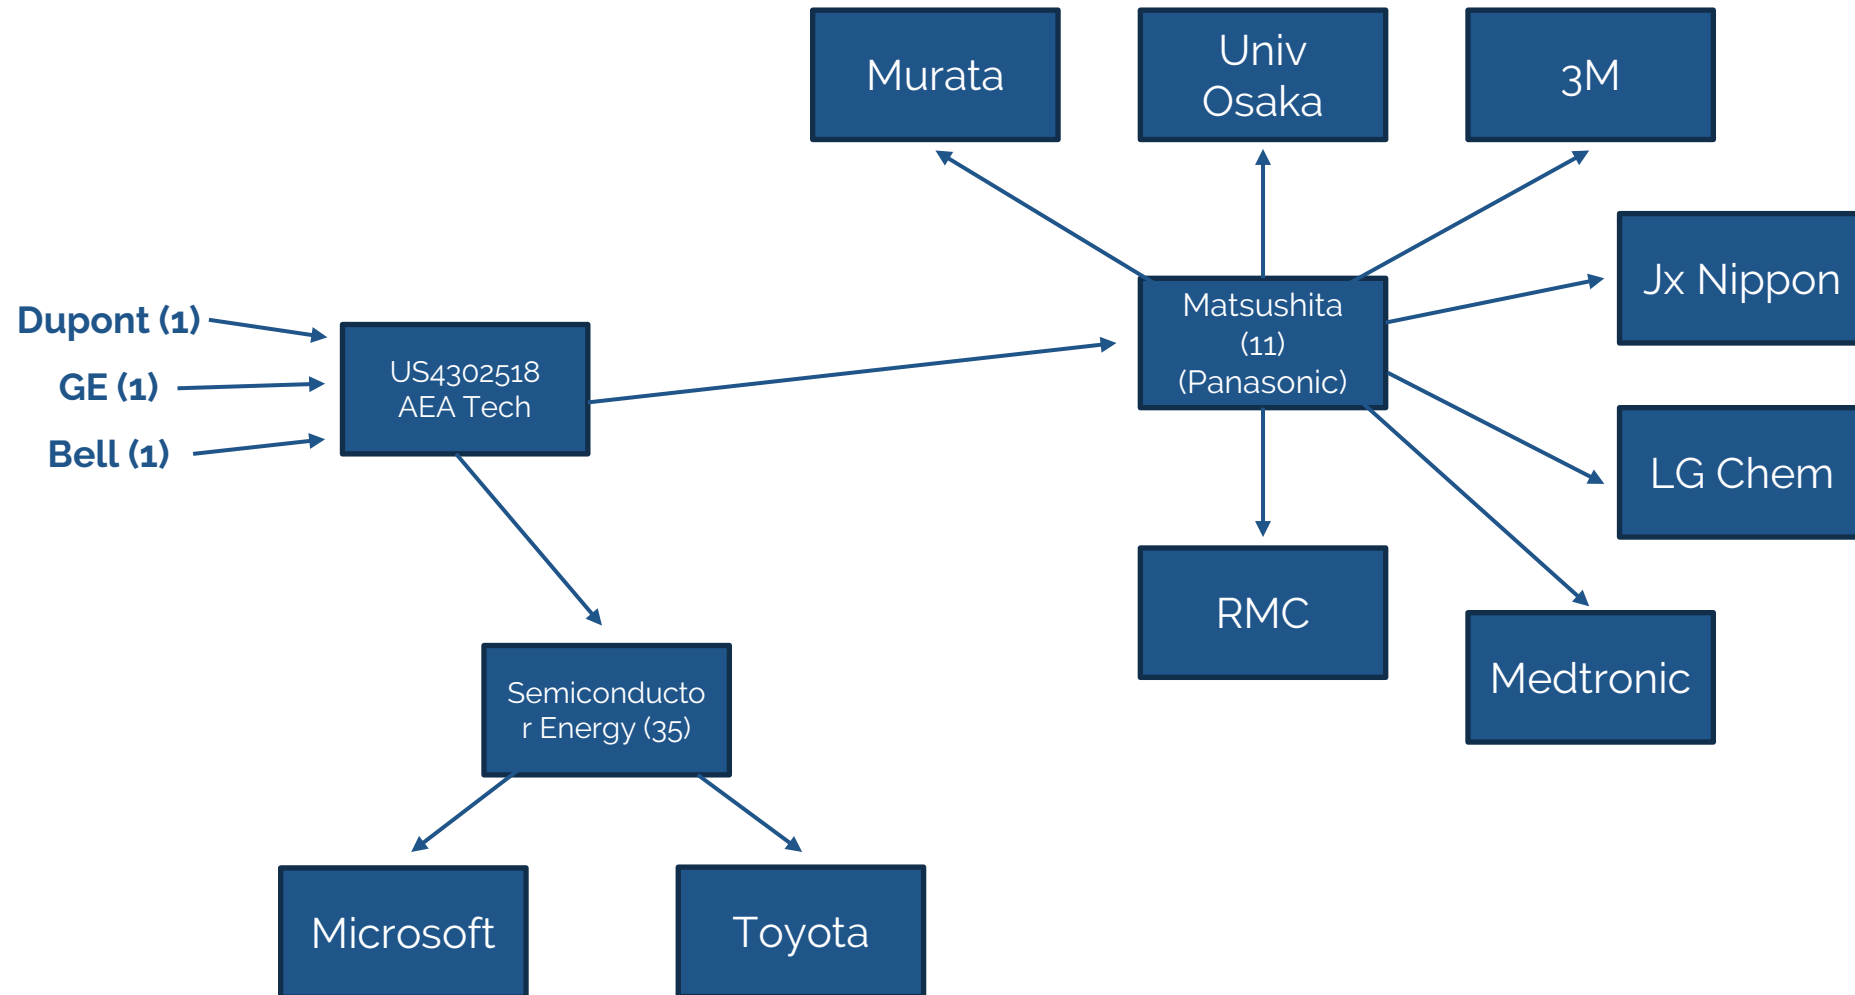 Murata
Univ
Osaka
3M
Jx Nippon
Matsushita
(11)
(Panasonic)
Dupont (1)
GE (1)
Bell (1)
US4302518
AEA Tech
LG Chem
RMC
Medtronic
Semiconducto
r Energy (35)
Microsoft
Toyota